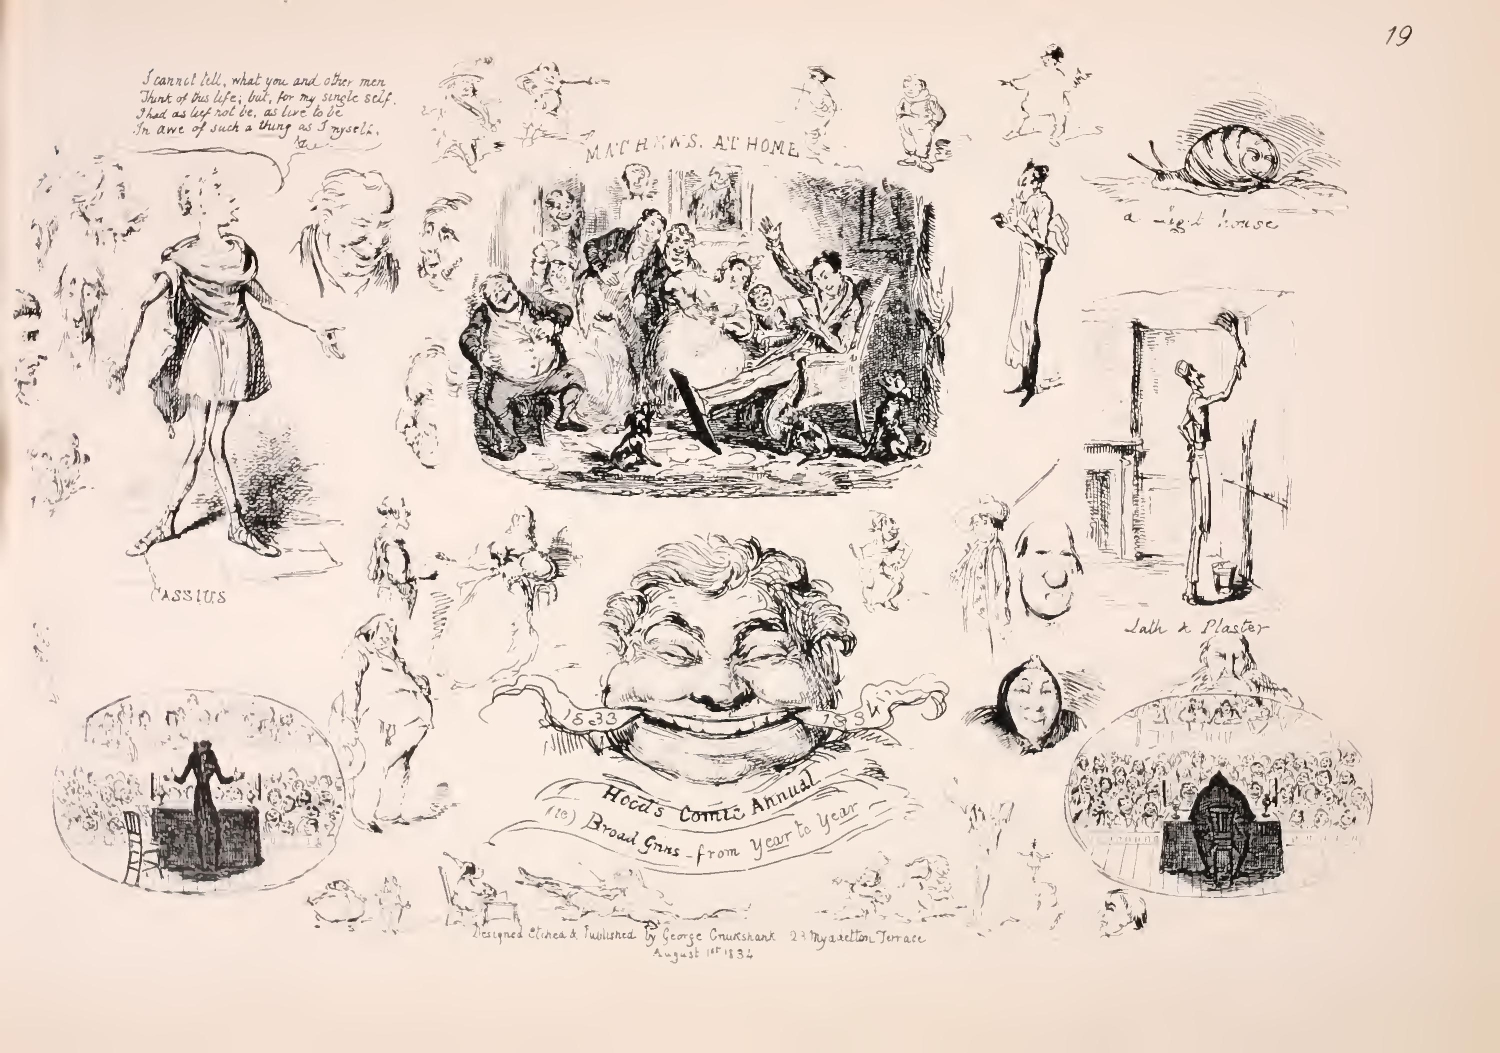 19
I cannot tell, what you and other men
Think of this life; but, for my single self,
I had as lief not be, as live to be
In awe of such a thing as I myself.
MATHEWS. AT HOME
a Light house
CASSIUS
Lath & Plaster
1833
1834
Hood's Comic Annual
Broad Grins - from Year to Year
Designed Etched & Published by George Cruikshank 23 Myddelton Terrace
August 1st 1834